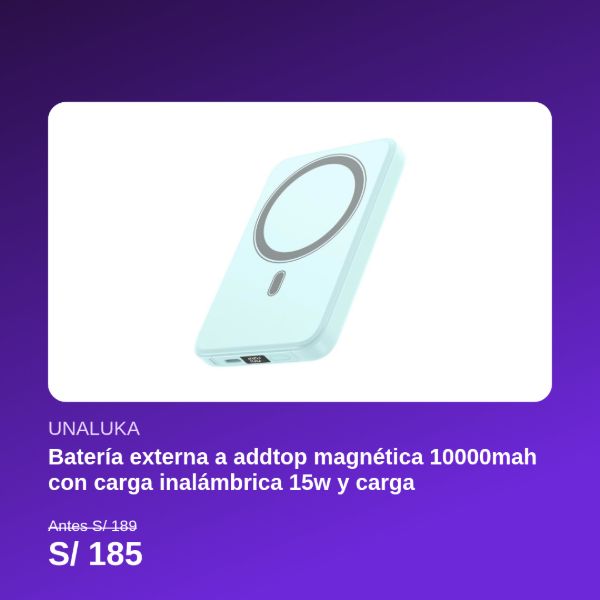 UNALUKA
Batería externa a addtop magnética 10000mah
con carga inalámbrica 15w y carga
Antes S/ 189
S/ 185